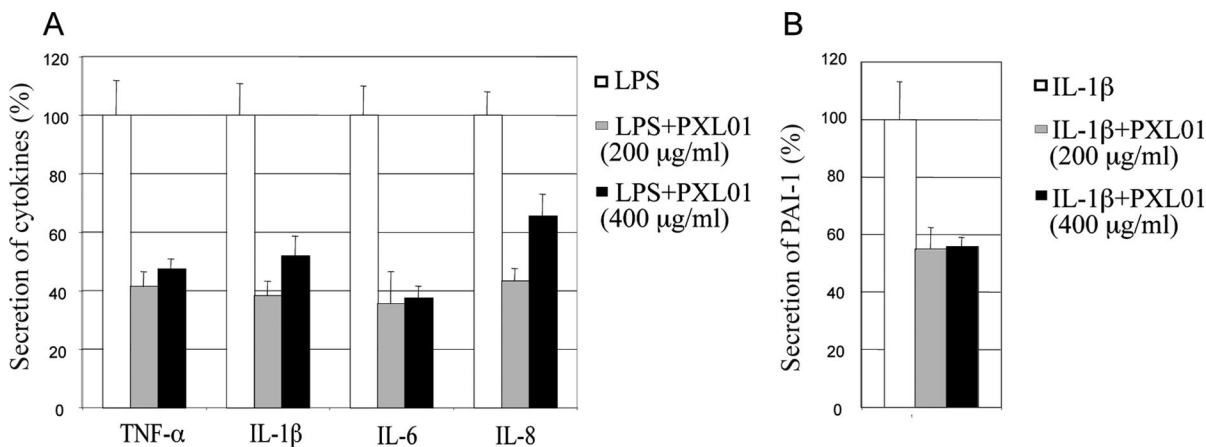 A
Secretion of cytokines (%)
120
100
80
60
40
20
0
TNF-α
IL-1β
IL-6
IL-8
LPS
LPS+PXL01
(200 μg/ml)
LPS+PXL01
(400 μg/ml)
B
Secretion of PAI-1 (%)
120
100
80
60
40
20
0
IL-1β
IL-1β+PXL01
(200 μg/ml)
IL-1β+PXL01
(400 μg/ml)